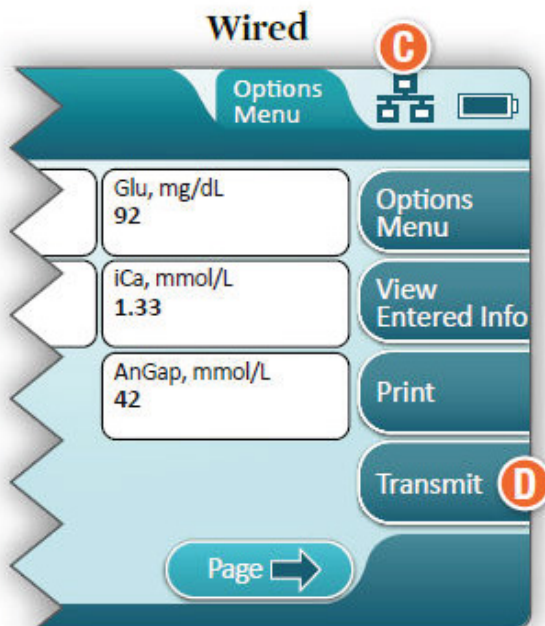 Wired
C
Options
Menu
Glu, mg/dL
92
Options
Menu
iCa, mmol/L
1.33
View
Entered Info
AnGap, mmol/L
42
Print
Transmit D
Page